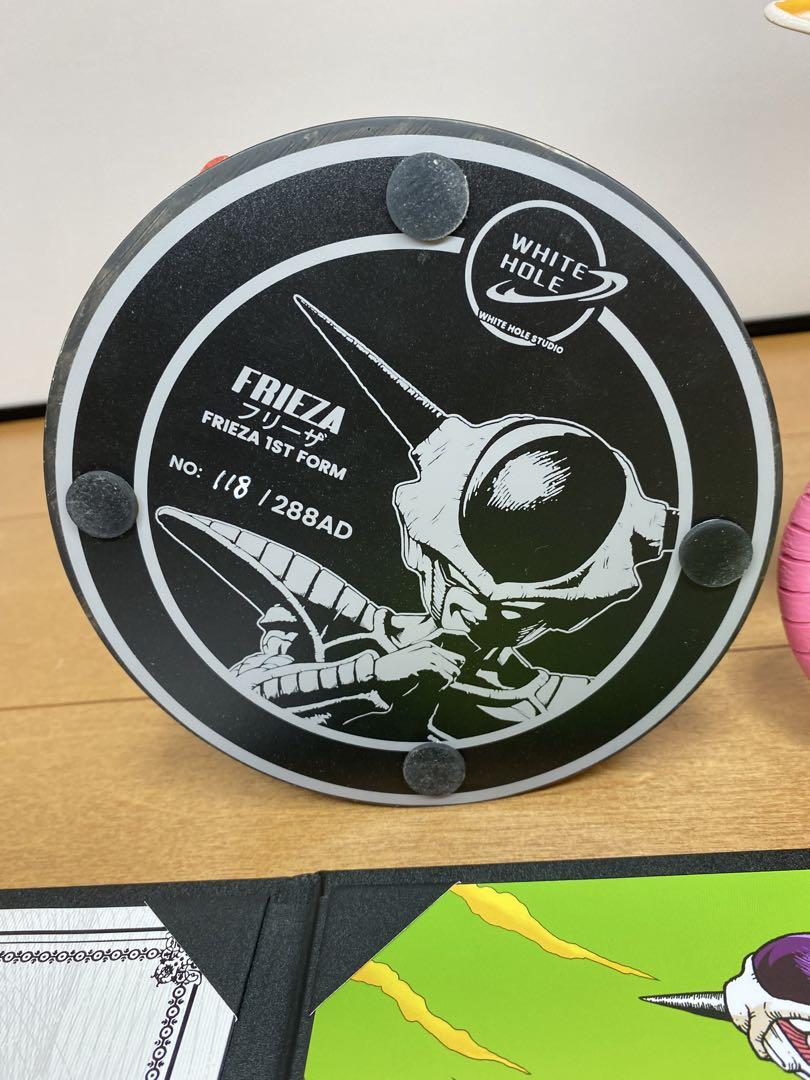 WHITE
HOLE
WHITE HOLE STUDIO
FRIEZA
フリーザ
FRIEZA 1ST FORM
NO: 118 / 288AD